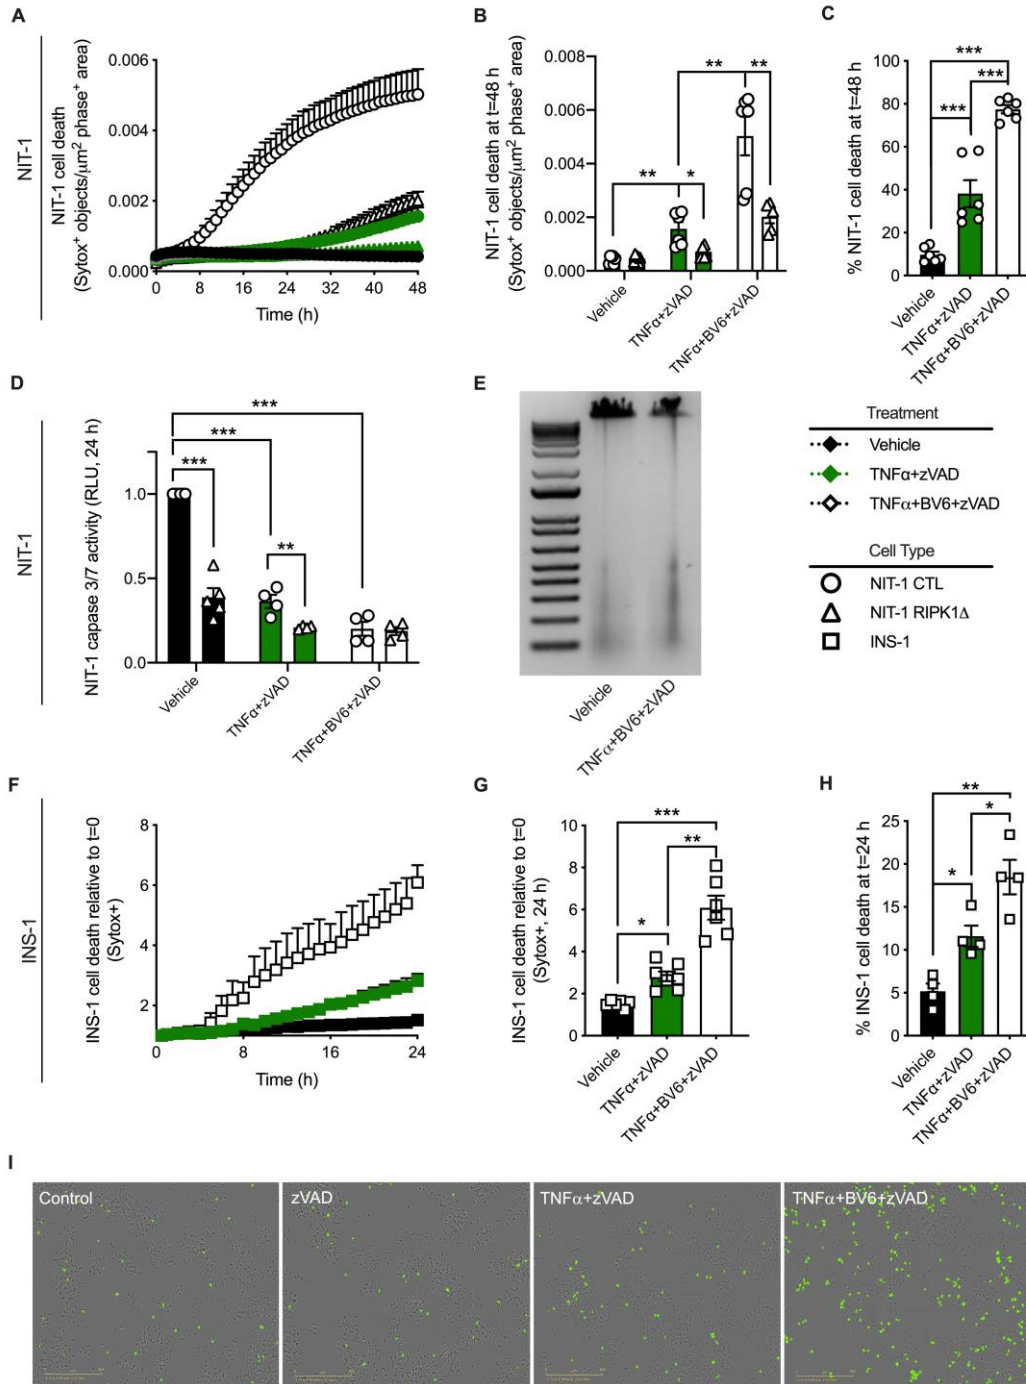 A
NIT-1
NIT-1 cell death
(Sytox+ objects/μm² phase+ area)
0.006
0.004
0.002
0.000
0 8 16 24 32 40 48
Time (h)
B
NIT-1 cell death at t=48 h
(Sytox+ objects/μm² phase+ area)
0.008
0.006
0.004
0.002
0.000
** ** ** *
Vehicle
TNFα+zVAD
TNFα+BV6+zVAD
C
% NIT-1 cell death at t=48 h
100
80
60
40
20
0
***
***
***
Vehicle
TNFα+zVAD
TNFα+BV6+zVAD
D
NIT-1
NIT-1 capase 3/7 activity (RLU, 24 h)
1.0
0.5
0.0
***
***
***
**
Vehicle
TNFα+zVAD
TNFα+BV6+zVAD
E
Vehicle
TNFα+BV6+zVAD
Treatment
Vehicle
TNFα+zVAD
TNFα+BV6+zVAD
Cell Type
NIT-1 CTL
NIT-1 RIPK1Δ
INS-1
F
INS-1
INS-1 cell death relative to t=0
(Sytox+)
8
6
4
2
0 8 16 24
Time (h)
G
INS-1 cell death relative to t=0
(Sytox+, 24 h)
10
8
6
4
2
0
***
**
*
Vehicle
TNFα+zVAD
TNFα+BV6+zVAD
H
% INS-1 cell death at t=24 h
25
20
15
10
5
0
**
*
*
Vehicle
TNFα+zVAD
TNFα+BV6+zVAD
I
Control
zVAD
TNFα+zVAD
TNFα+BV6+zVAD